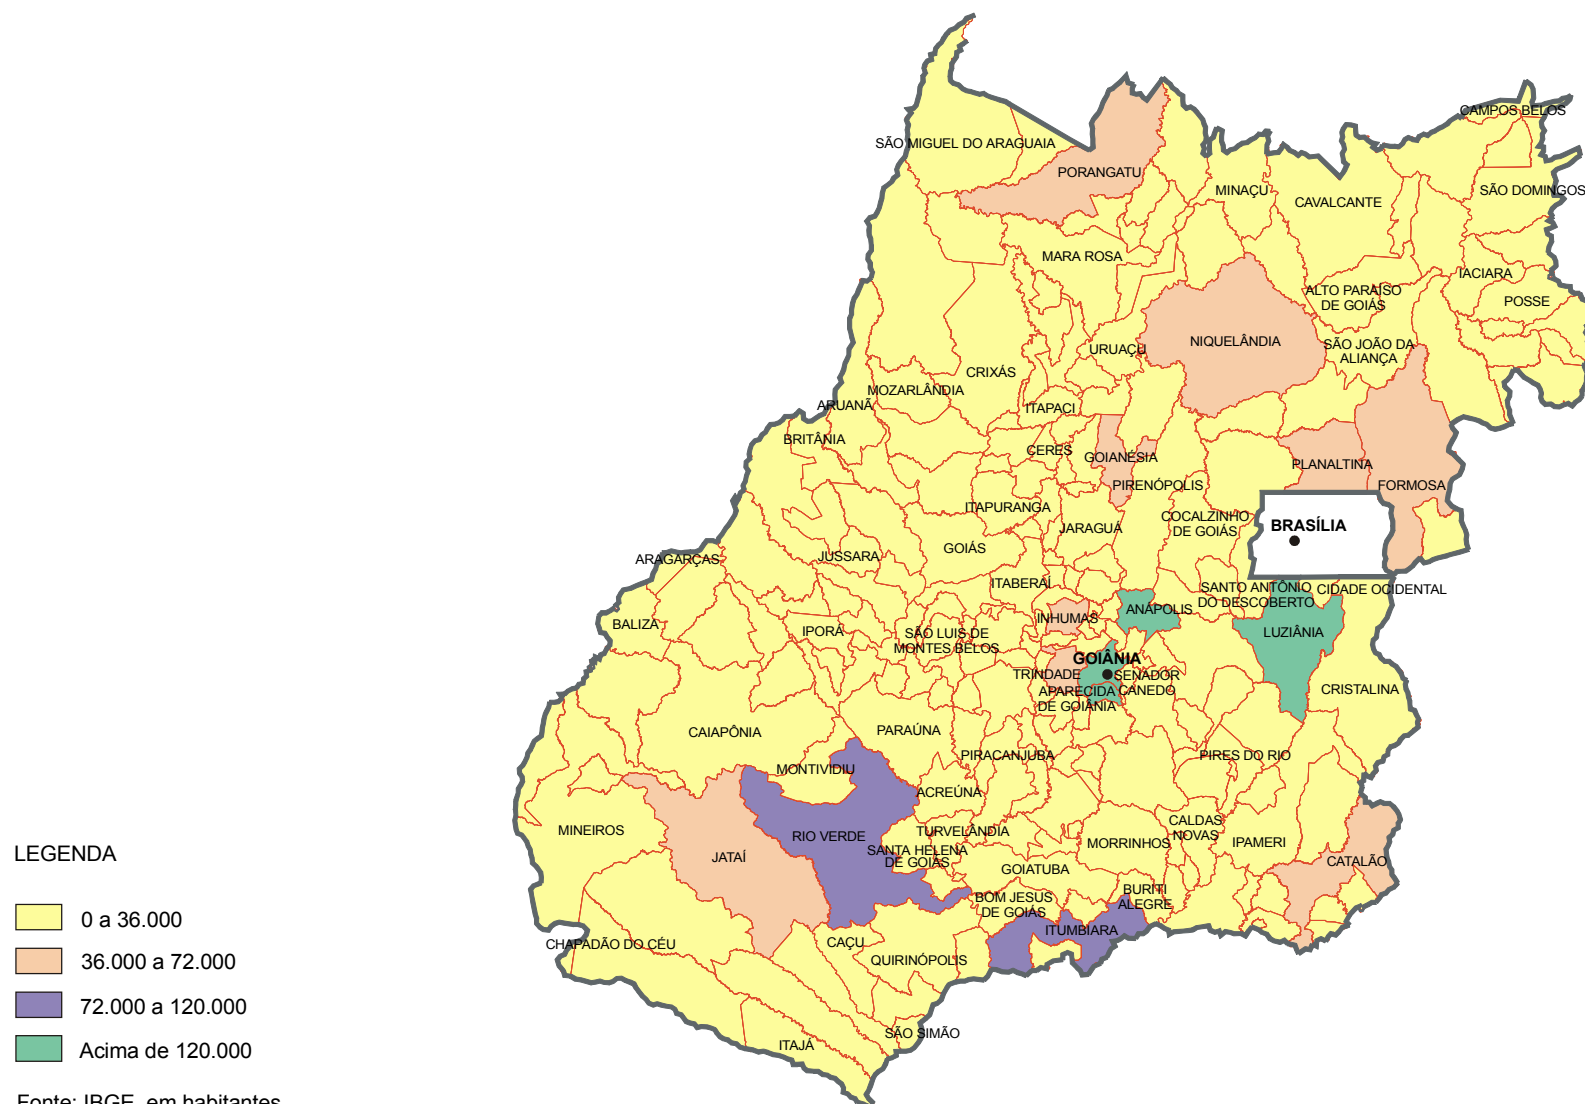 CAMPOS BELOS
SÃO MIGUEL DO ARAGUAIA
PORANGATU
MINAÇU
CAVALCANTE
SÃO DOMINGOS
MARA ROSA
IACIARA
ALTO PARAISO
DE GOIÁS
POSSE
NIQUELÂNDIA
URUAÇU
SÃO JOÃO DA
ALIANÇA
CRIXÁS
MOZARLÂNDIA
ARUANÃ
ITAPACI
BRITÂNIA
CERES
GOIANÉSIA
PLANALTINA
PIRENÓPOLIS
FORMOSA
ITAPURANGA
JARAGUÁ
COCALZINHO
DE GOIÁS
BRASÍLIA
GOIÁS
JUSSARA
ARAGARÇAS
ITABERAÍ
SANTO ANTÔNIO
DO DESCOBERTO
CIDADE OCIDENTAL
ANÁPOLIS
INHUMAS
BALIZA
IPORÁ
SÃO LUIS DE
MONTES BELOS
LUZIÂNIA
GOIÂNIA
TRINDADE
SENADOR
CANEDO
APARECIDA
DE GOIÂNIA
CRISTALINA
CAIAPÔNIA
PARAÚNA
PIRACANJUBA
PIRES DO RIO
MONTIVIDIU
ACREÚNA
MINEIROS
RIO VERDE
TURVELÂNDIA
CALDAS
NOVAS
MORRINHOS
IPAMERI
JATAÍ
SANTA HELENA
DE GOIÁS
CATALÃO
GOIATUBA
BURITI
ALEGRE
BOM JESUS
DE GOIÁS
ITUMBIARA
CHAPADÃO DO CÉU
CAÇU
QUIRINÓPOLIS
SÃO SIMÃO
ITAJÁ
LEGENDA
0 a 36.000
36.000 a 72.000
72.000 a 120.000
Acima de 120.000
Fonte: IBGE, em habitantes